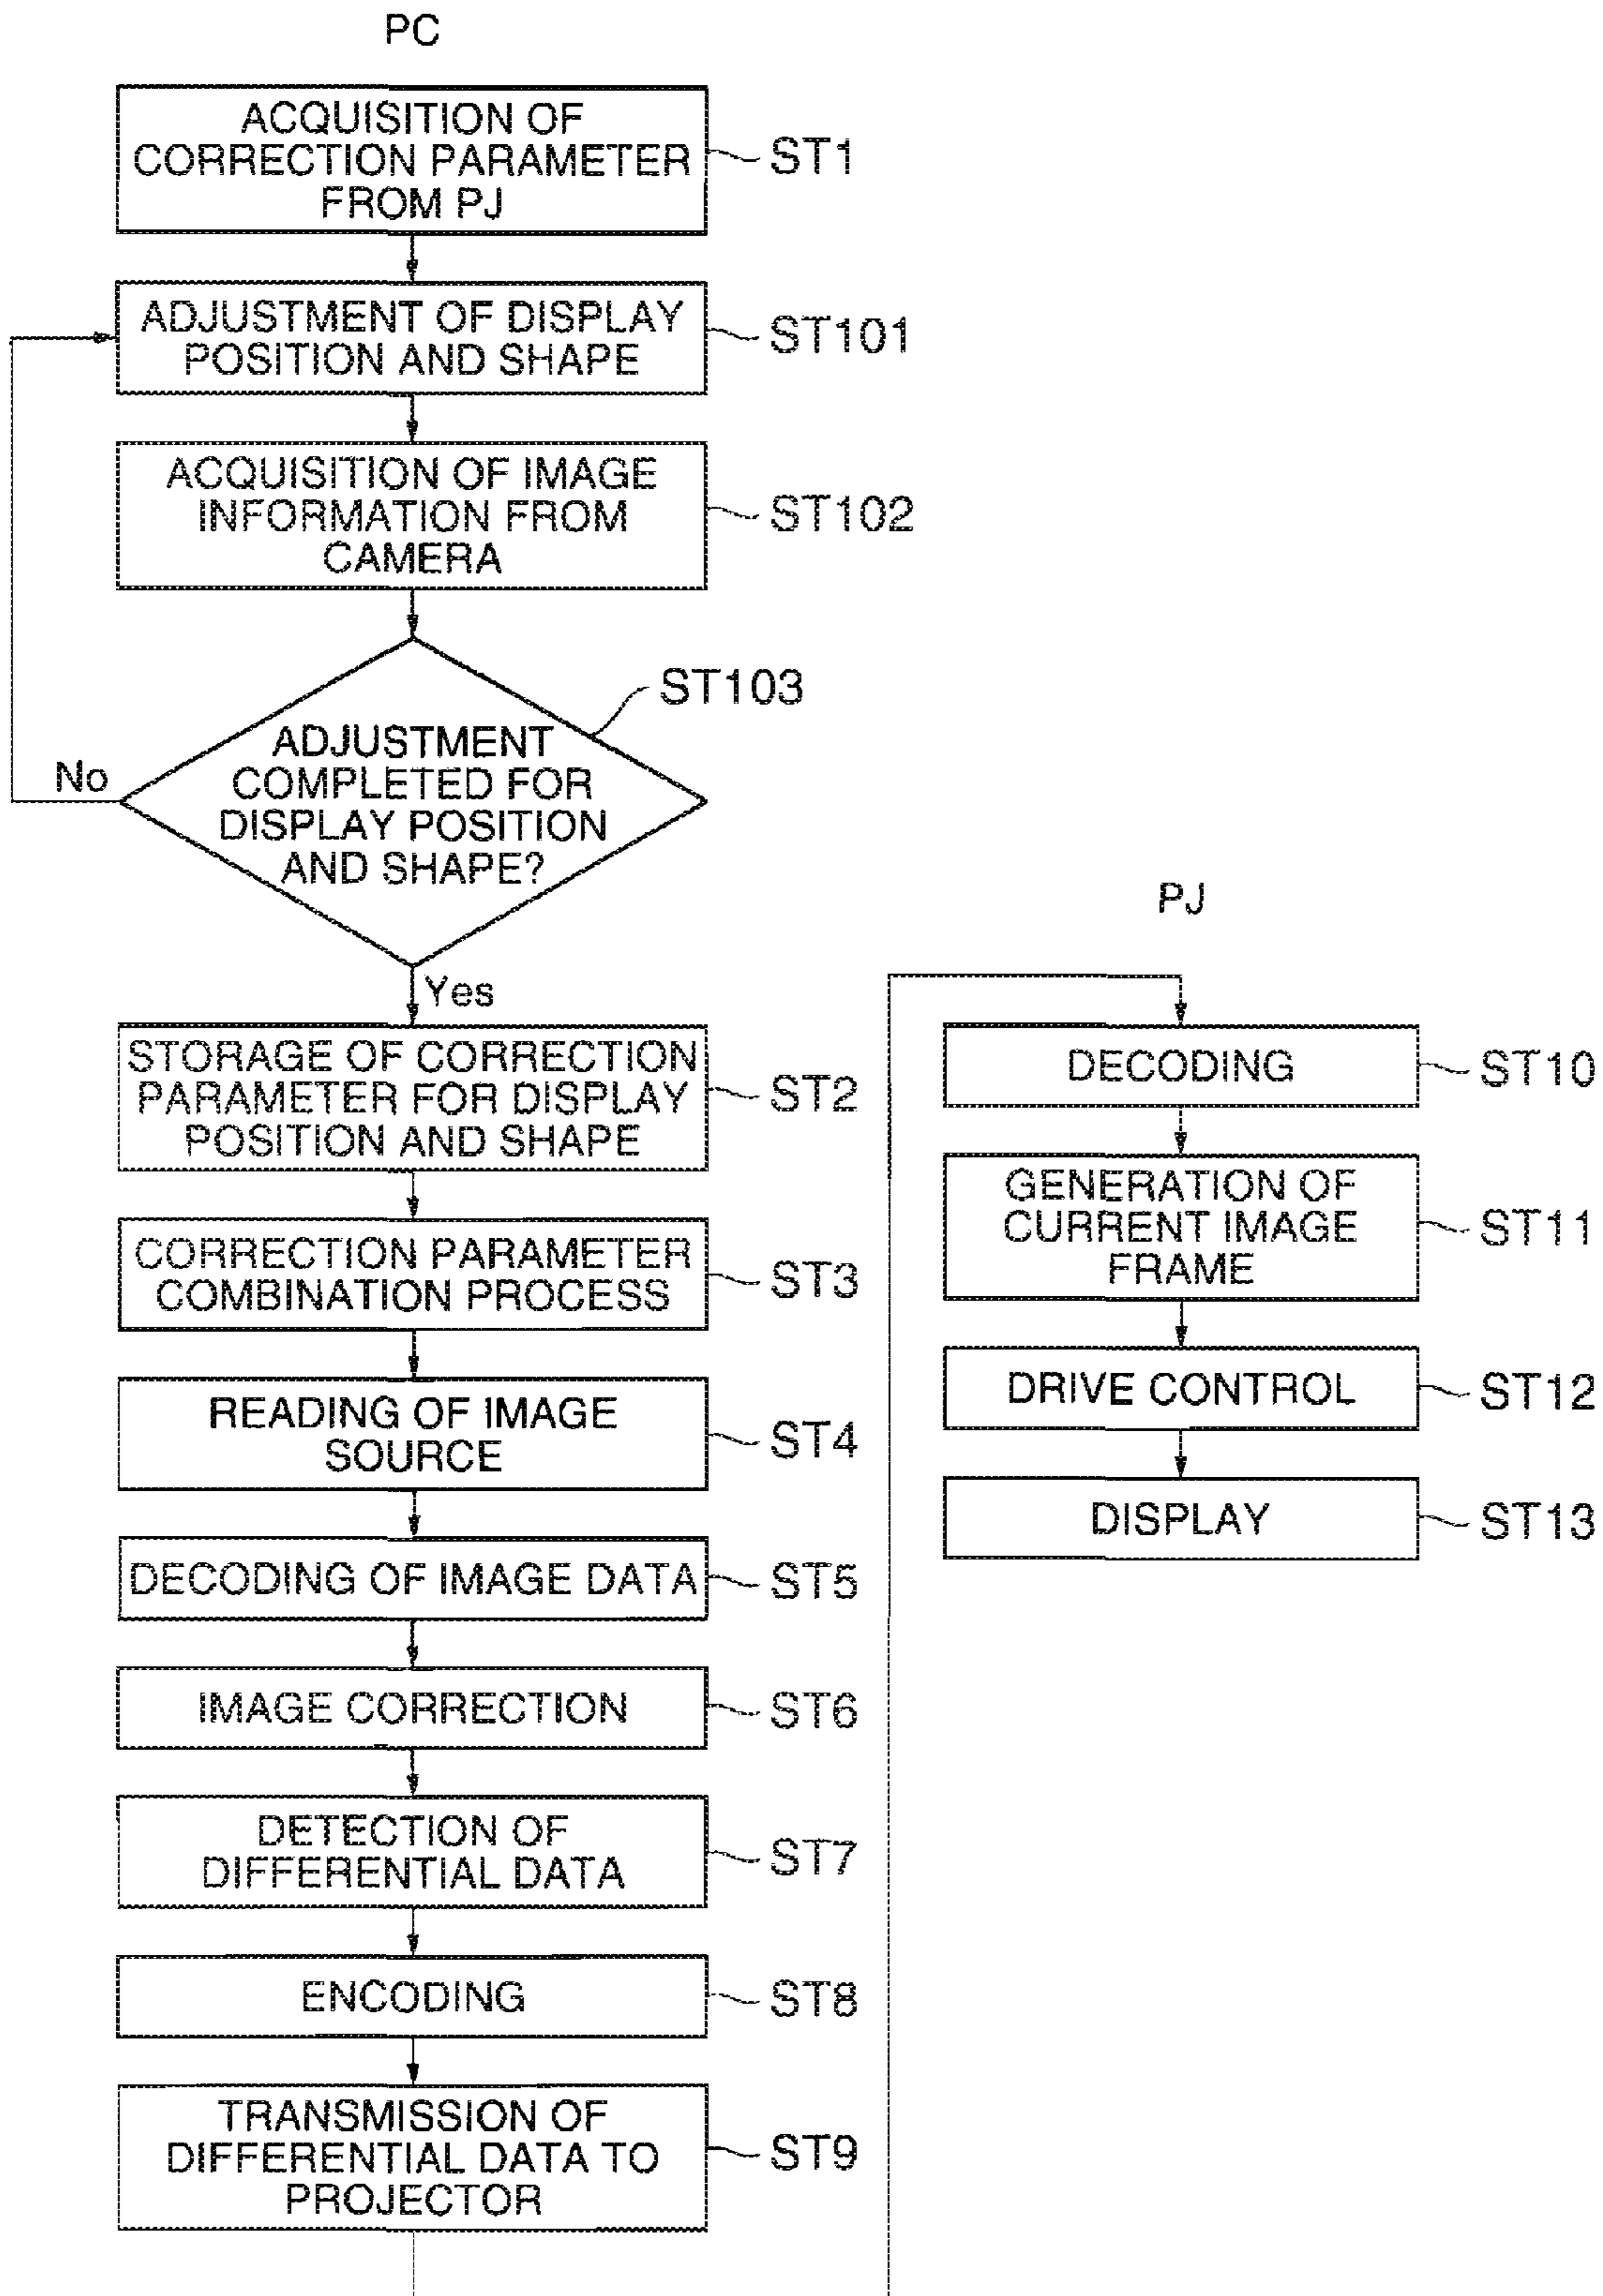 PC
ACQUISITION OF
CORRECTION PARAMETER
FROM PJ
ST1
ADJUSTMENT OF DISPLAY
POSITION AND SHAPE
ST101
ACQUISITION OF IMAGE
INFORMATION FROM
CAMERA
ST102
ST103
ADJUSTMENT
COMPLETED FOR
DISPLAY POSITION
AND SHAPE?
No
Yes
STORAGE OF CORRECTION
PARAMETER FOR DISPLAY
POSITION AND SHAPE
ST2
CORRECTION PARAMETER
COMBINATION PROCESS
ST3
READING OF IMAGE
SOURCE
ST4
DECODING OF IMAGE DATA
ST5
IMAGE CORRECTION
ST6
DETECTION OF
DIFFERENTIAL DATA
ST7
ENCODING
ST8
TRANSMISSION OF
DIFFERENTIAL DATA TO
PROJECTOR
ST9
PJ
DECODING
ST10
GENERATION OF
CURRENT IMAGE
FRAME
ST11
DRIVE CONTROL
ST12
DISPLAY
ST13